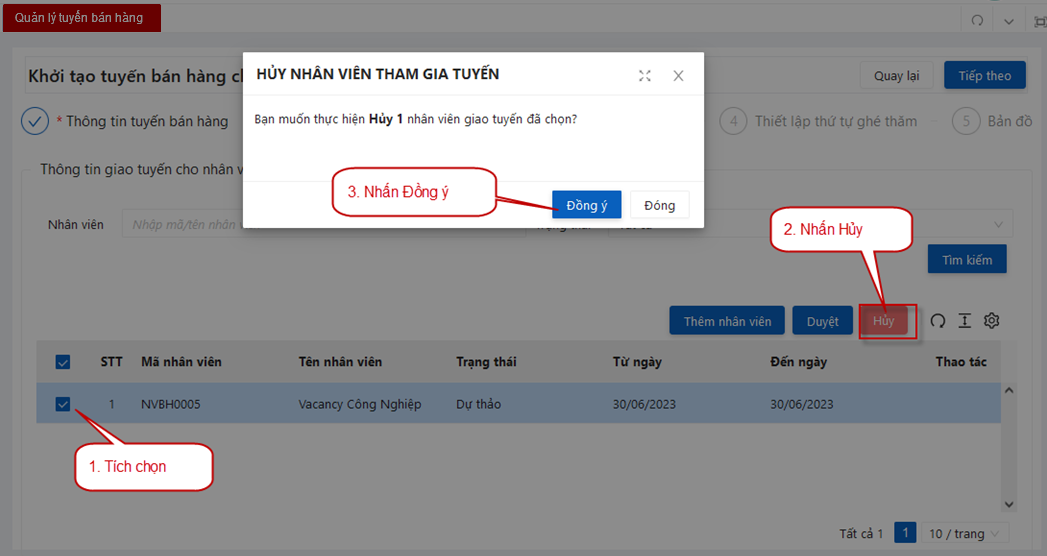 Quản lý tuyến bán hàng
Khởi tạo tuyến bán hàng
Quay lại
Tiếp theo
HỦY NHÂN VIÊN THAM GIA TUYẾN
* Thông tin tuyến bán hàng
4 Thiết lập thứ tự ghé thăm
5 Bản đồ
Bạn muốn thực hiện Hủy 1 nhân viên giao tuyến đã chọn?
Thông tin giao tuyến cho nhân
3. Nhấn Đồng ý
Đồng ý
Đóng
Nhân viên
Nhập mã/tên nhân
2. Nhấn Hủy
Tìm kiếm
Thêm nhân viên
Duyệt
Hủy
STT Mã nhân viên Tên nhân viên Trạng thái Từ ngày Đến ngày Thao tác
1 NVBH0005 Vacancy Công Nghiệp Dự thảo 30/06/2023 30/06/2023
1. Tích chọn
Tất cả 1
1
10 / trang